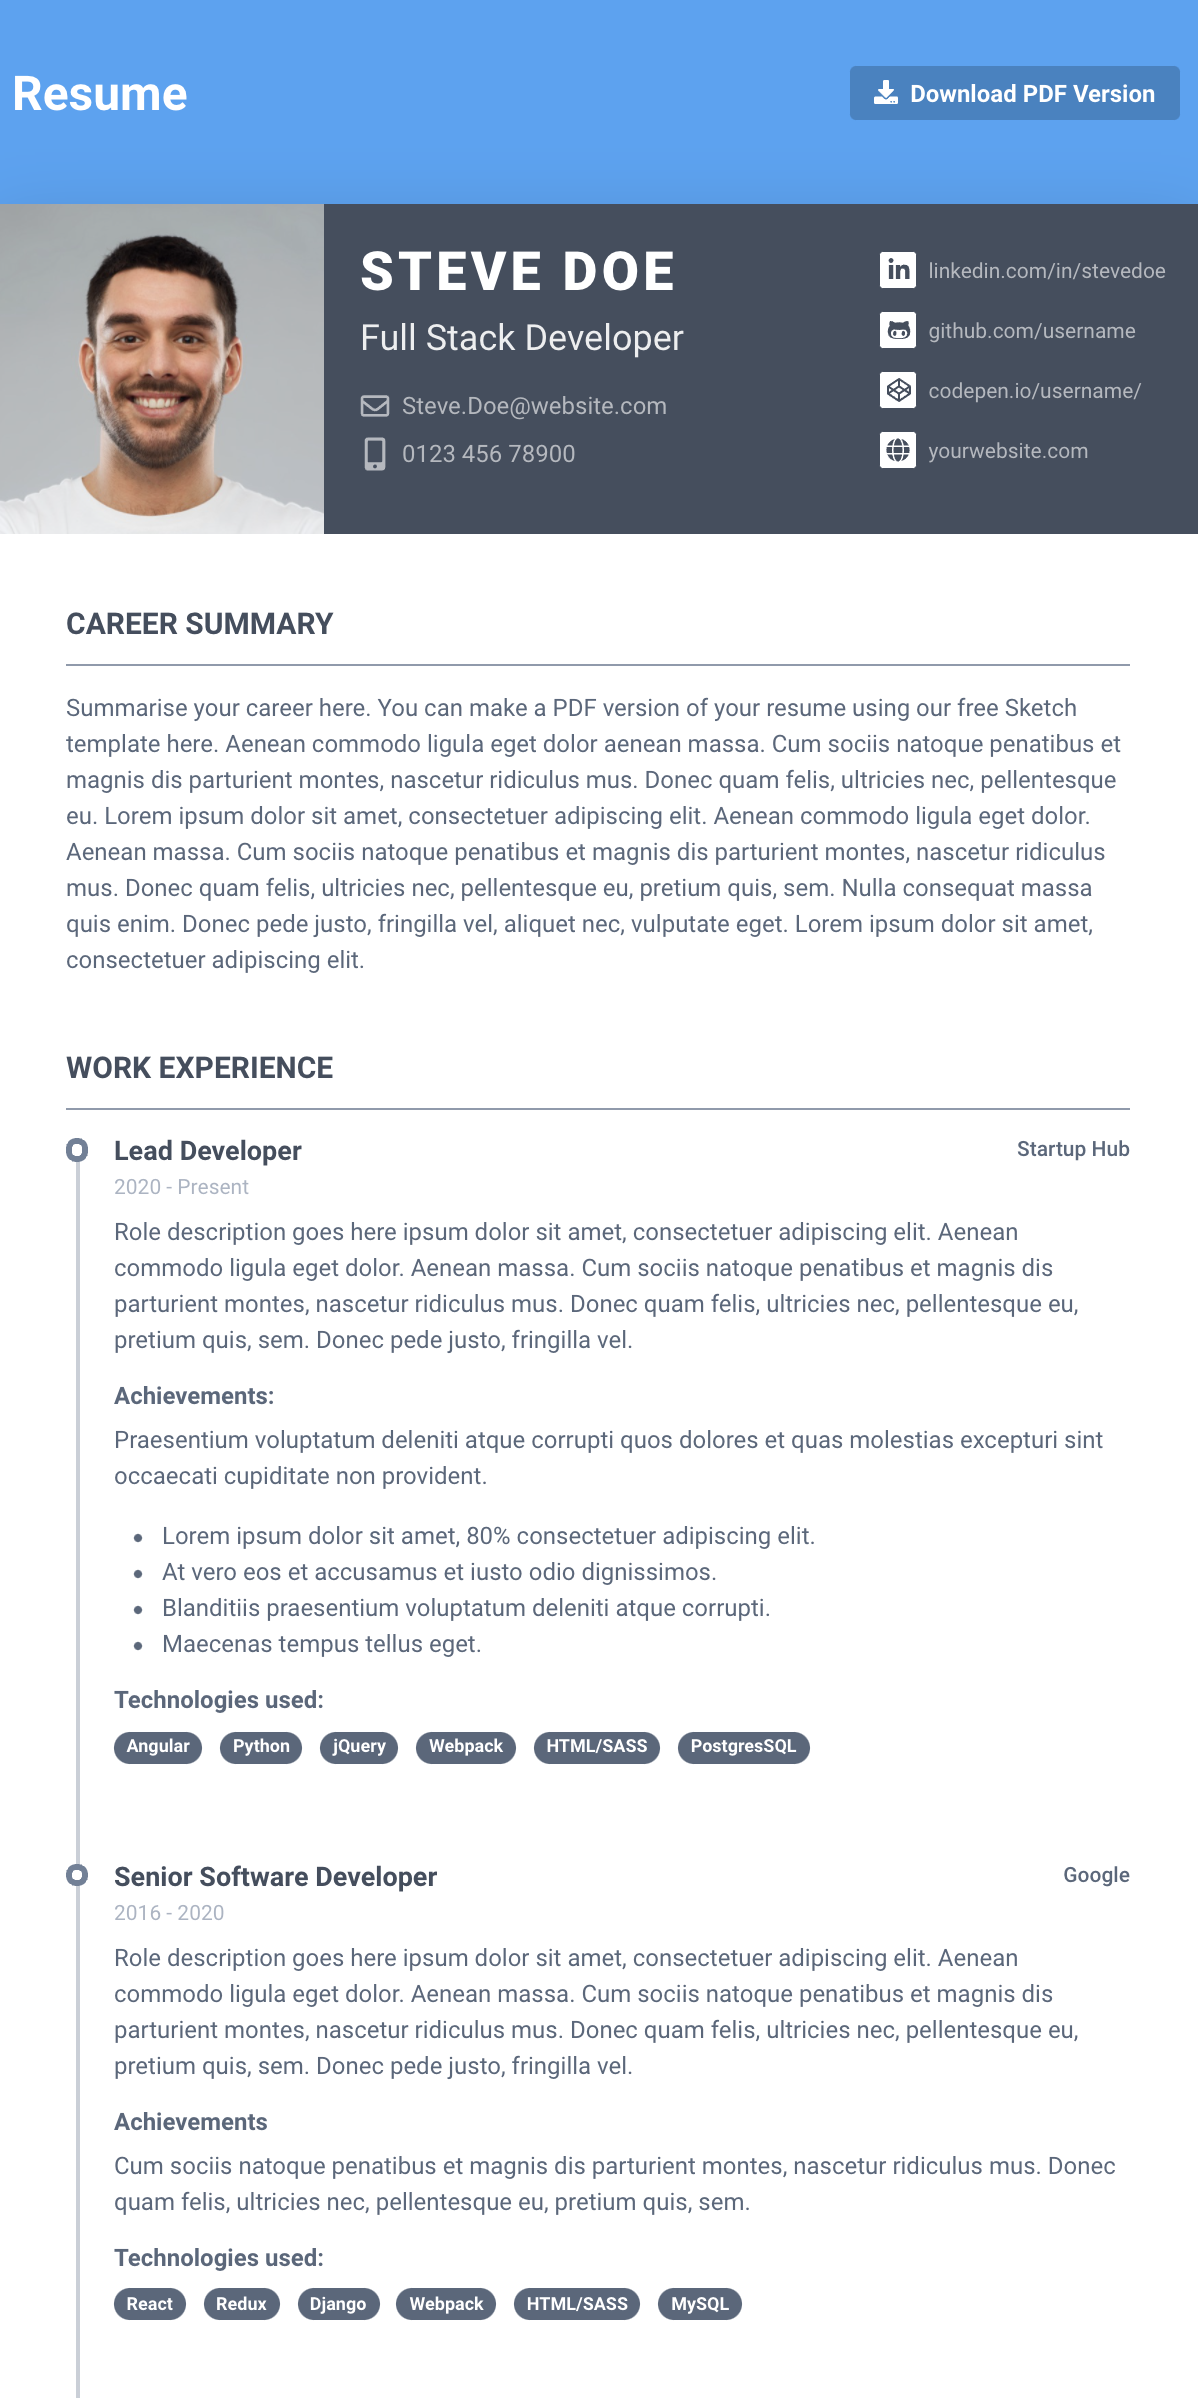 Resume
Download PDF Version
STEVE DOE
Full Stack Developer
Steve.Doe@website.com
0123 456 78900
linkedin.com/in/stevedoe
github.com/username
codepen.io/username/
yourwebsite.com
CAREER SUMMARY
Summarise your career here. You can make a PDF version of your resume using our free Sketch
template here. Aenean commodo ligula eget dolor aenean massa. Cum sociis natoque penatibus et
magnis dis parturient montes, nascetur ridiculus mus. Donec quam felis, ultricies nec, pellentesque
eu. Lorem ipsum dolor sit amet, consectetuer adipiscing elit. Aenean commodo ligula eget dolor.
Aenean massa. Cum sociis natoque penatibus et magnis dis parturient montes, nascetur ridiculus
mus. Donec quam felis, ultricies nec, pellentesque eu, pretium quis, sem. Nulla consequat massa
quis enim. Donec pede justo, fringilla vel, aliquet nec, vulputate eget. Lorem ipsum dolor sit amet,
consectetuer adipiscing elit.
WORK EXPERIENCE
Lead Developer
Startup Hub
2020 - Present
Role description goes here ipsum dolor sit amet, consectetuer adipiscing elit. Aenean
commodo ligula eget dolor. Aenean massa. Cum sociis natoque penatibus et magnis dis
parturient montes, nascetur ridiculus mus. Donec quam felis, ultricies nec, pellentesque eu,
pretium quis, sem. Donec pede justo, fringilla vel.
Achievements:
Praesentium voluptatum deleniti atque corrupti quos dolores et quas molestias excepturi sint
occaecati cupiditate non provident.
• Lorem ipsum dolor sit amet, 80% consectetuer adipiscing elit.
• At vero eos et accusamus et iusto odio dignissimos.
• Blanditiis praesentium voluptatum deleniti atque corrupti.
• Maecenas tempus tellus eget.
Technologies used:
Angular Python jQuery Webpack HTML/SASS PostgresSQL
Senior Software Developer
Google
2016 - 2020
Role description goes here ipsum dolor sit amet, consectetuer adipiscing elit. Aenean
commodo ligula eget dolor. Aenean massa. Cum sociis natoque penatibus et magnis dis
parturient montes, nascetur ridiculus mus. Donec quam felis, ultricies nec, pellentesque eu,
pretium quis, sem. Donec pede justo, fringilla vel.
Achievements
Cum sociis natoque penatibus et magnis dis parturient montes, nascetur ridiculus mus. Donec
quam felis, ultricies nec, pellentesque eu, pretium quis, sem.
Technologies used:
React Redux Django Webpack HTML/SASS MySQL